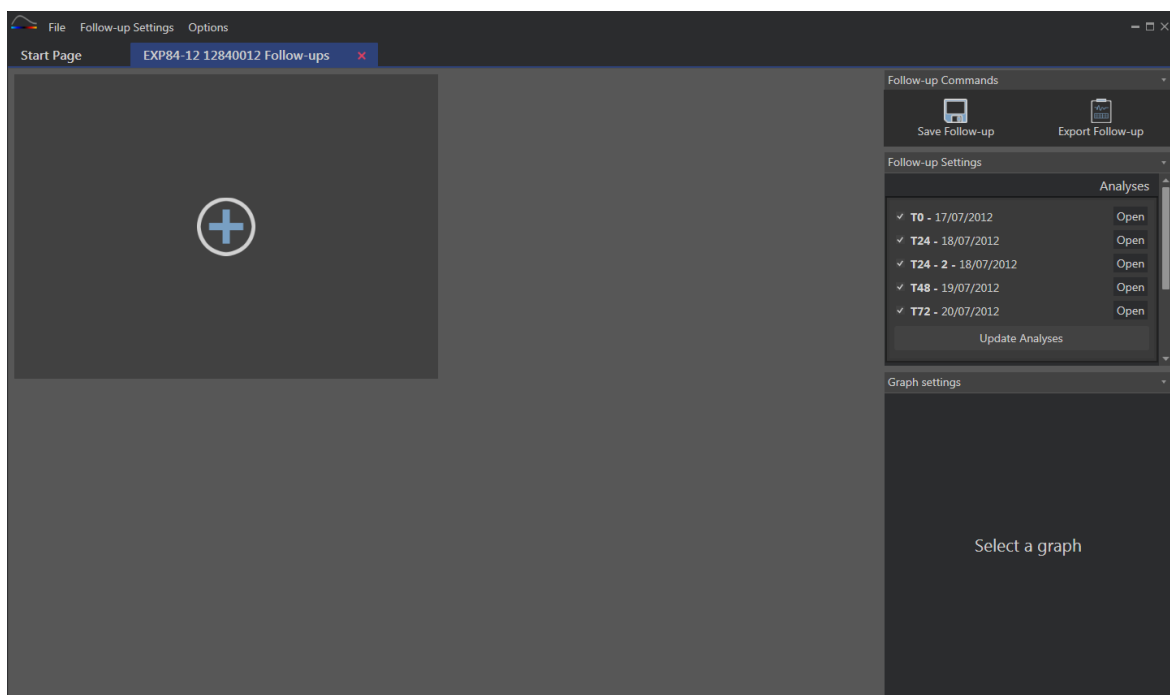 File Follow-up Settings Options
Start Page EXP84-12 12840012 Follow-ups
Follow-up Commands
Save Follow-up Export Follow-up
Follow-up Settings
Analyses
T0 - 17/07/2012 Open
T24 - 18/07/2012 Open
T24 - 2 - 18/07/2012 Open
T48 - 19/07/2012 Open
T72 - 20/07/2012 Open
Update Analyses
Graph settings
Select a graph